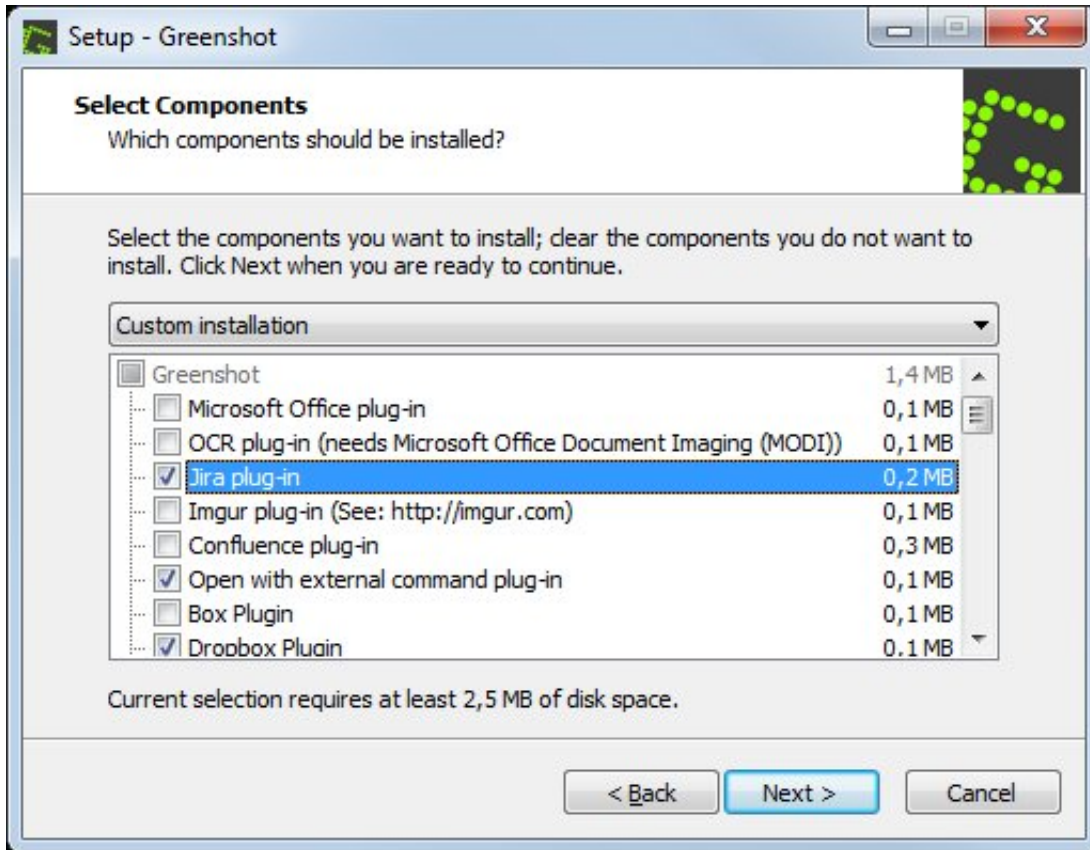 Setup - Greenshot
Select Components
Which components should be installed?
Select the components you want to install; clear the components you do not want to
install. Click Next when you are ready to continue.
Custom installation
Greenshot 1,4 MB
Microsoft Office plug-in 0,1 MB
OCR plug-in (needs Microsoft Office Document Imaging (MODI)) 0,1 MB
Jira plug-in 0,2 MB
Imgur plug-in (See: http://imgur.com) 0,1 MB
Confluence plug-in 0,3 MB
Open with external command plug-in 0,1 MB
Box Plugin 0,1 MB
Dropbox Plugin 0,1 MB
Current selection requires at least 2,5 MB of disk space.
< Back Next > Cancel